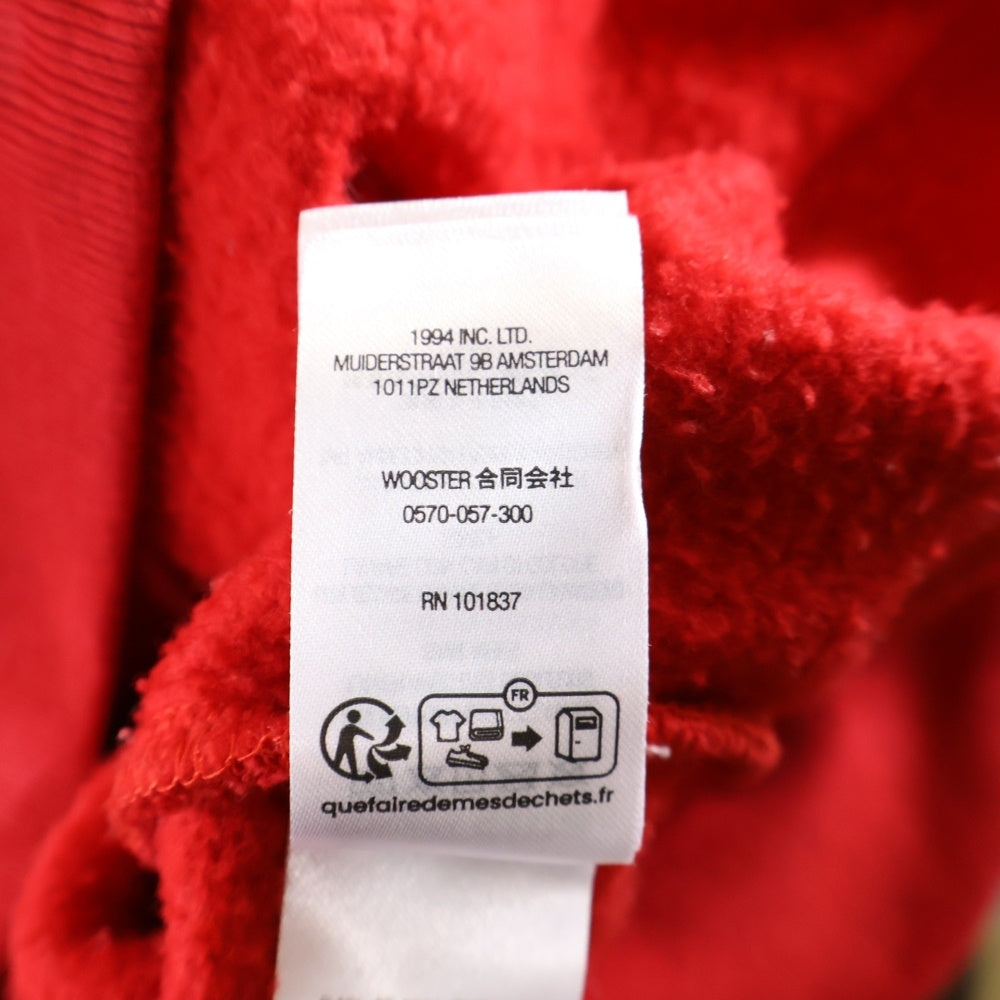 1994 INC. LTD.
MUIDERSTRAAT 9B AMSTERDAM
1011PZ NETHERLANDS
WOOSTER 合同会社
0570-057-300
RN 101837
FR
quefairedemesdechets.fr